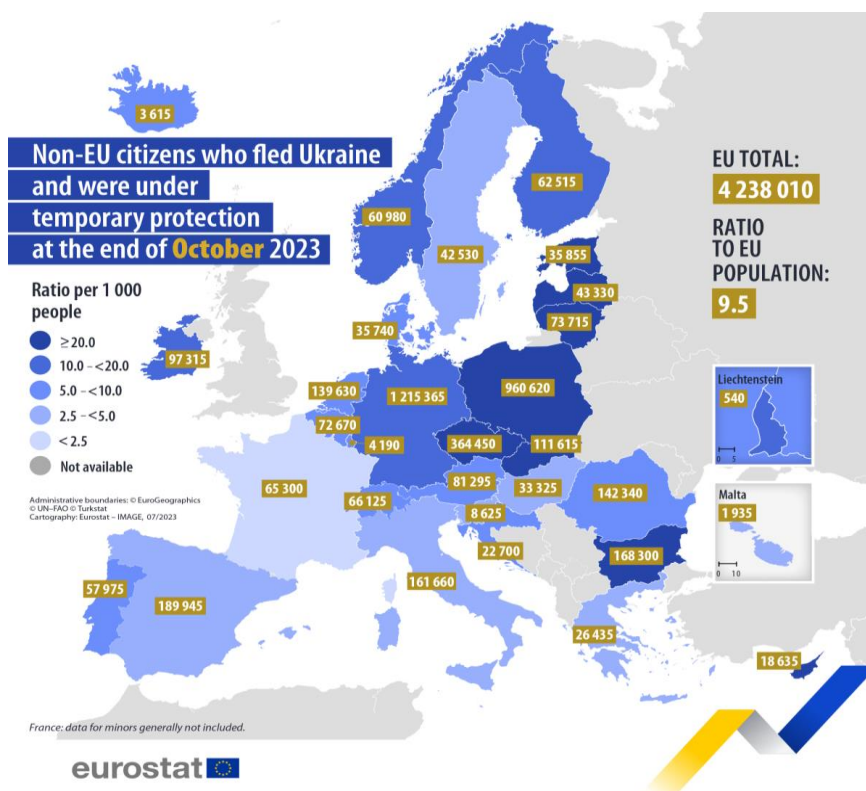 3 615
Non-EU citizens who fled Ukraine
and were under
temporary protection
at the end of October 2023
Ratio per 1 000
people
≥20.0
10.0 –<20.0
5.0 –<10.0
2.5 –<5.0
< 2.5
Not available
Administrative boundaries: © EuroGeographics
© UN–FAO © Turkstat
Cartography: Eurostat – IMAGE, 07/2023
EU TOTAL:
4 238 010
RATIO
TO EU
POPULATION:
9.5
62 515
60 980
42 530
35 855
43 330
73 715
35 740
97 315
139 630
1 215 365
960 620
72 670
4 190
364 450
111 615
65 300
66 125
81 295
33 325
142 340
8 625
22 700
168 300
57 975
189 945
161 660
26 435
18 635
Liechtenstein
540
0 5
Malta
1 935
0 10
France: data for minors generally not included.
eurostat